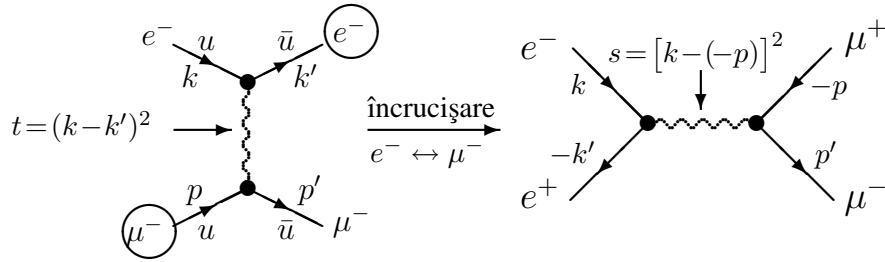 e⁻ u ū e⁻
k k′
t=(k−k′)²
p p′
μ⁻ u ū μ⁻
încrucişare
e⁻ ↔ μ⁻
e⁻ s=[k−(−p)]² μ⁺
k −p
−k′ p′
e⁺ μ⁻